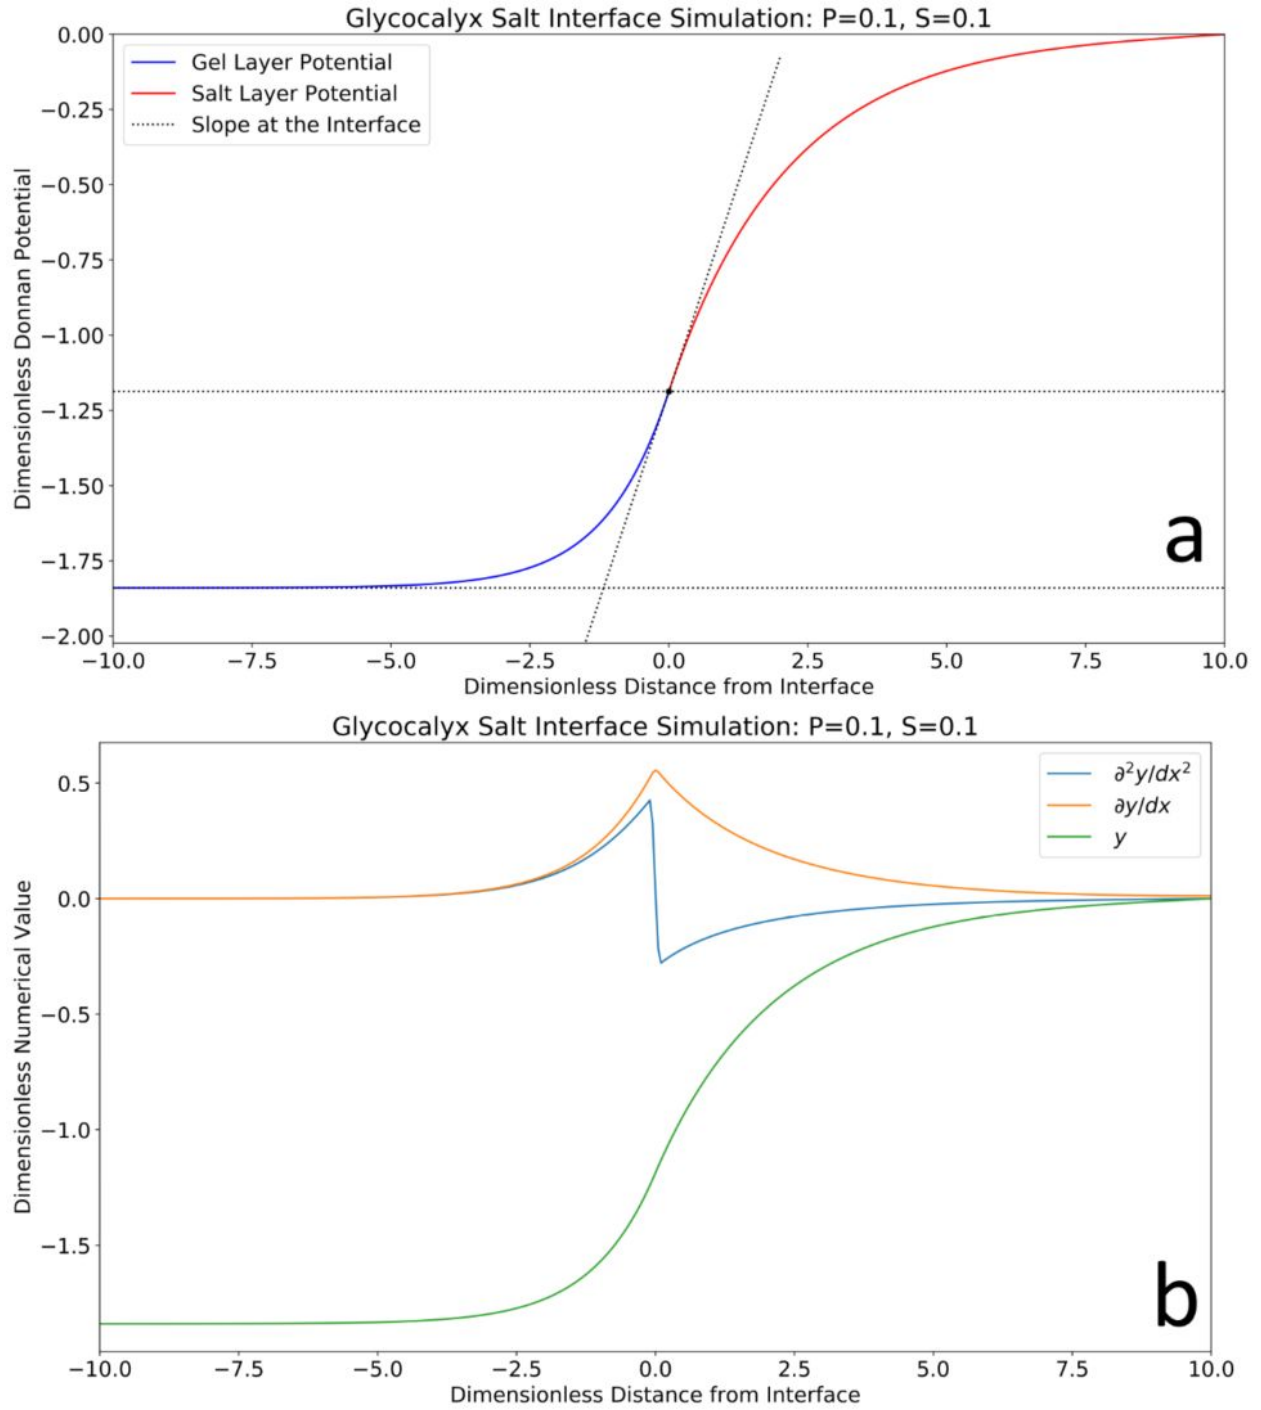 Glycocalyx Salt Interface Simulation: P=0.1, S=0.1
0.00
−0.25
−0.50
−0.75
−1.00
−1.25
−1.50
−1.75
−2.00
Dimensionless Donnan Potential
Gel Layer Potential
Salt Layer Potential
Slope at the Interface
a
−10.0 −7.5 −5.0 −2.5 0.0 2.5 5.0 7.5 10.0
Dimensionless Distance from Interface
Glycocalyx Salt Interface Simulation: P=0.1, S=0.1
0.5
0.0
−0.5
−1.0
−1.5
Dimensionless Numerical Value
∂²y/dx²
∂y/dx
y
b
−10.0 −7.5 −5.0 −2.5 0.0 2.5 5.0 7.5 10.0
Dimensionless Distance from Interface